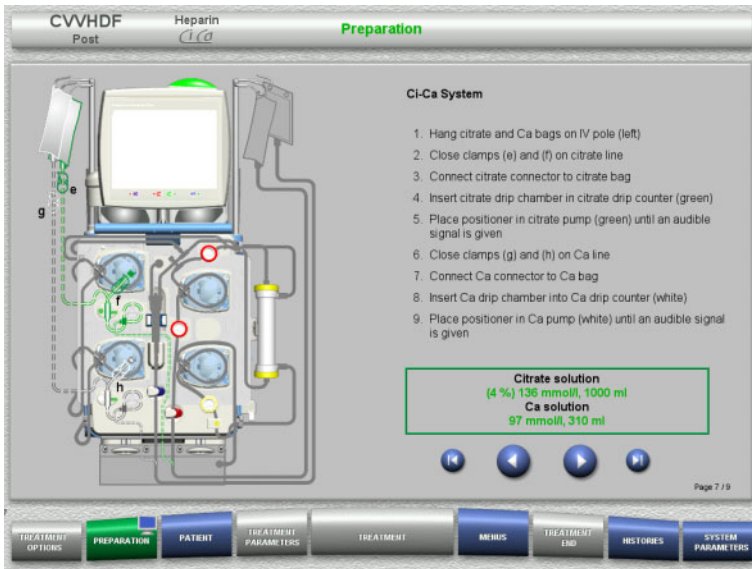 CVVHDF
Post
Heparin
CiCa
Preparation
Ci-Ca System
1. Hang citrate and Ca bags on IV pole (left)
2. Close clamps (e) and (f) on citrate line
3. Connect citrate connector to citrate bag
4. Insert citrate drip chamber in citrate drip counter (green)
5. Place positioner in citrate pump (green) until an audible
signal is given
6. Close clamps (g) and (h) on Ca line
7. Connect Ca connector to Ca bag
8. Insert Ca drip chamber into Ca drip counter (white)
9. Place positioner in Ca pump (white) until an audible signal
is given
e
g
f
h
Citrate solution
(4 %) 136 mmol/l, 1000 ml
Ca solution
97 mmol/l, 310 ml
Page 7 / 9
TREATMENT
OPTIONS
PREPARATION
PATIENT
TREATMENT
PARAMETERS
TREATMENT
MENUS
TREATMENT
END
HISTORIES
SYSTEM
PARAMETERS